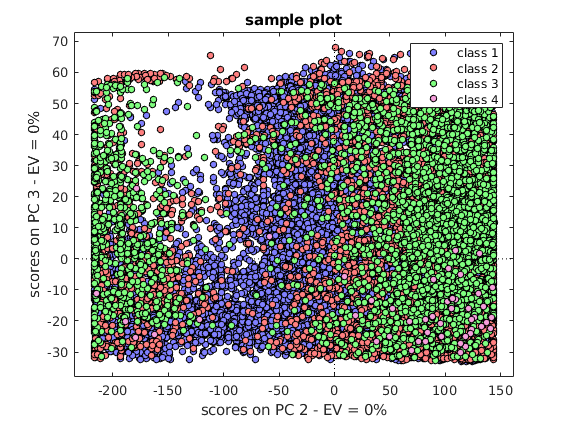 sample plot
class 1
class 2
class 3
class 4
70
60
50
40
30
20
10
0
-10
-20
-30
scores on PC 3 - EV = 0%
-200 -150 -100 -50 0 50 100 150
scores on PC 2 - EV = 0%